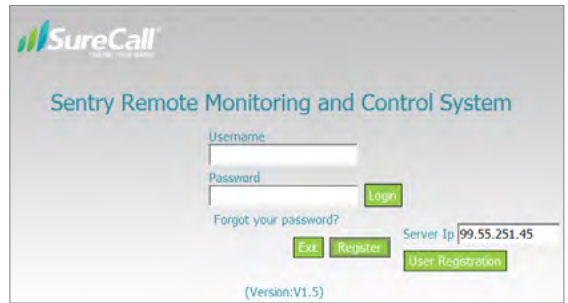 SureCall
Sentry Remote Monitoring and Control System
Username
Password
Login
Forgot your password?
Server Ip 99.55.251.45
Exit Register
User Registration
(Version:V1.5)